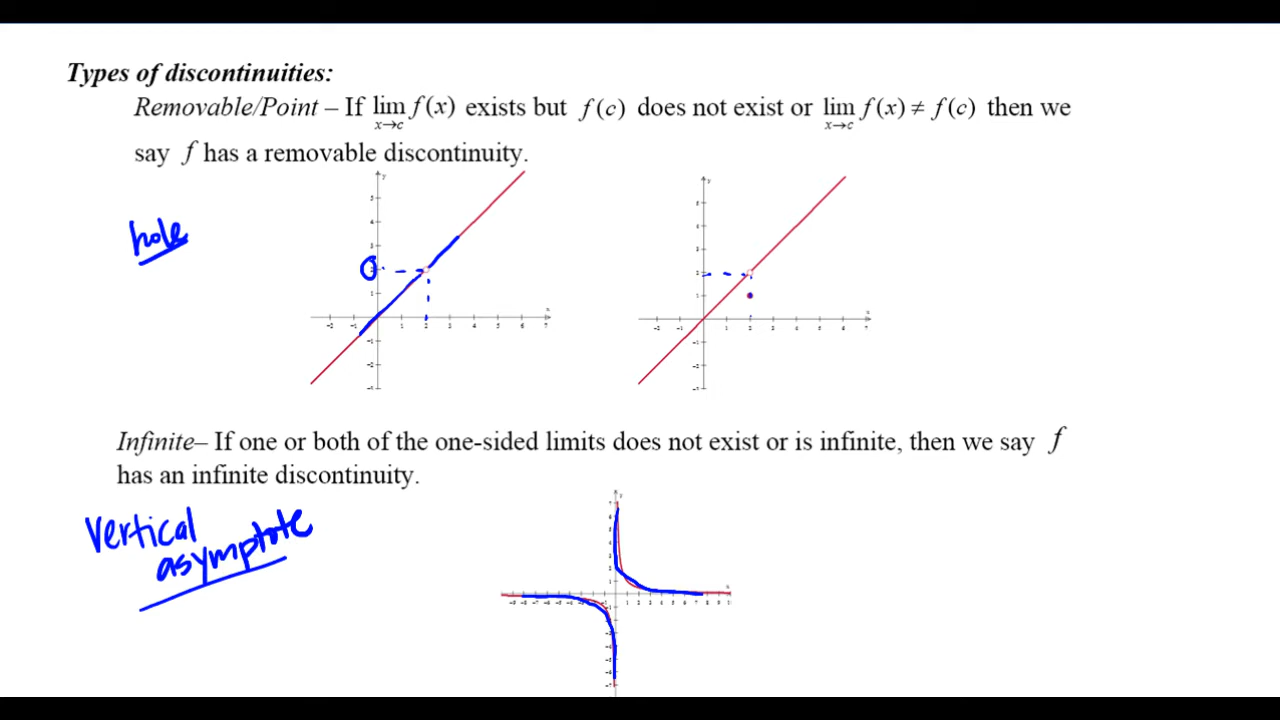 Types of discontinuities:
Removable/Point – If lim f(x) exists but f(c) does not exist or lim f(x) ≠ f(c) then we
x→c x→c
say f has a removable discontinuity.
hole
Infinite– If one or both of the one-sided limits does not exist or is infinite, then we say f
has an infinite discontinuity.
vertical
asymptote